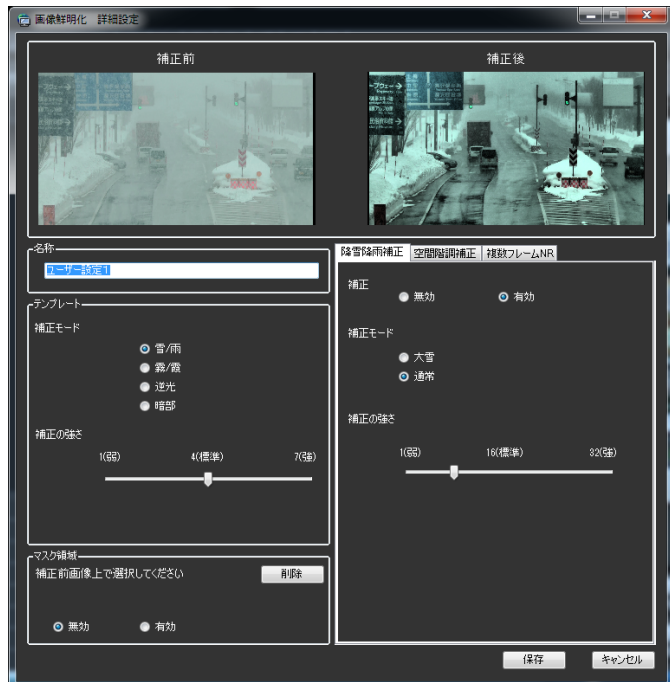 画像鮮明化 詳細設定
補正前
補正後
名称
ユーザー設定1
テンプレート
補正モード
雪/雨
霧/霞
逆光
暗部
補正の強さ
1(弱) 4(標準) 7(強)
マスク領域
補正前画像上で選択してください
削除
無効 有効
降雪降雨補正 空間階調補正 複数フレームNR
補正
無効 有効
補正モード
大雪
通常
補正の強さ
1(弱) 16(標準) 32(強)
保存 キャンセル